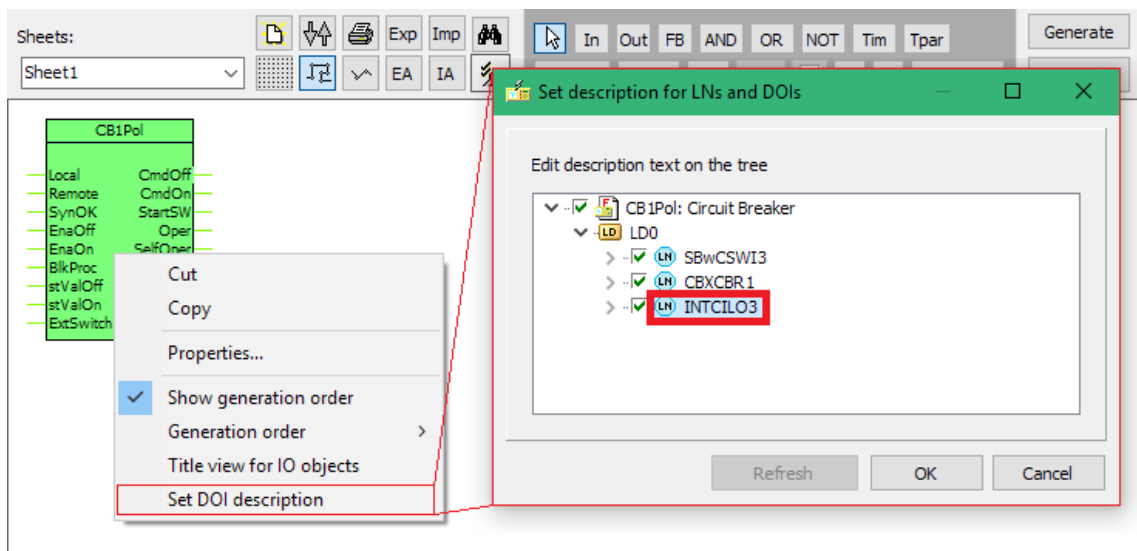 Sheets:
Exp Imp
Sheet1
EA IA
In Out FB AND OR NOT Tim Tpar
Generate
CB1Pol
Local CmdOff
Remote CmdOn
SynOK StartSW
EnaOff Oper
EnaOn SelfOper
BlkProc
stValOff
stValOn
ExtSwitch
Cut
Copy
Properties...
Show generation order
Generation order
Title view for IO objects
Set DOI description
Set description for LNs and DOIs
Edit description text on the tree
CB1Pol: Circuit Breaker
LD LD0
LN SBwCSWI3
LN CBXCBR1
LN INTCILO3
Refresh OK Cancel